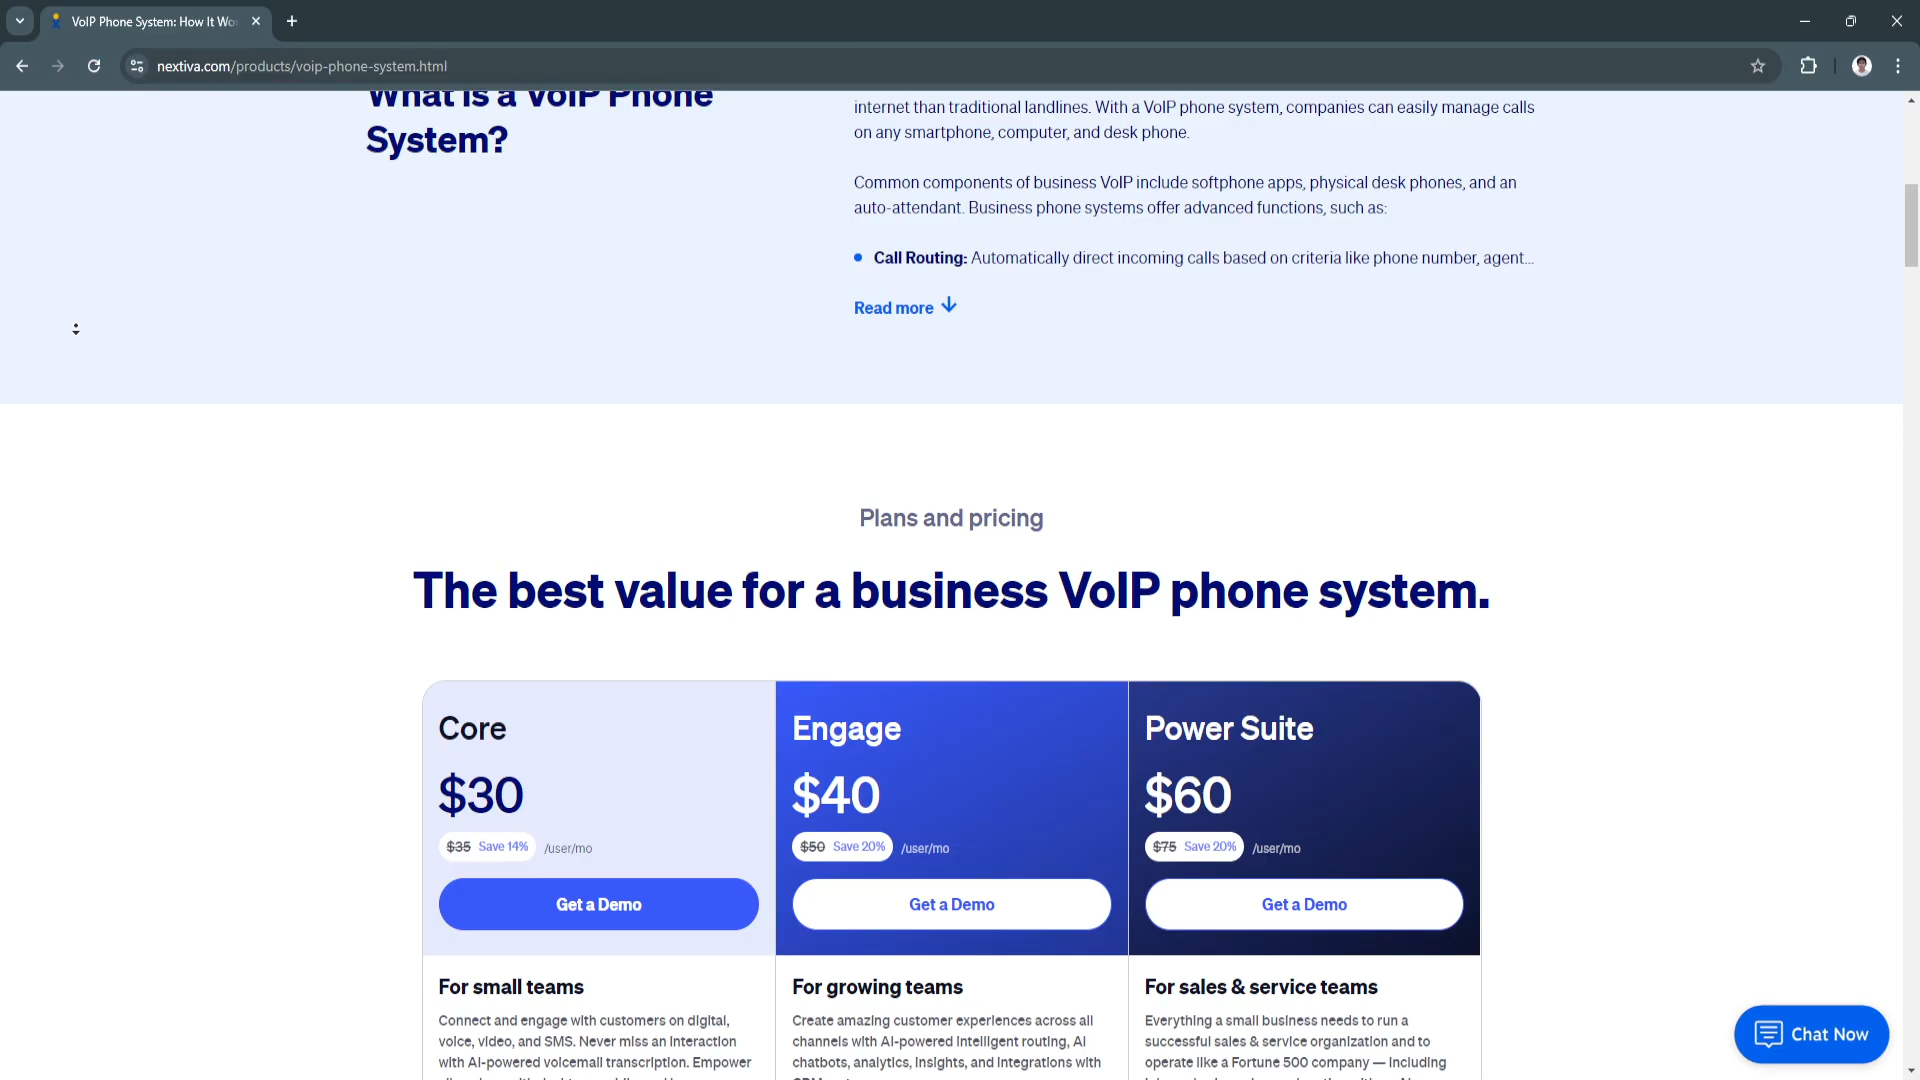 VoIP Phone System: How It Wo
nextiva.com/products/voip-phone-system.html
What is a VoIP Phone
System?
internet than traditional landlines. With a VoIP phone system, companies can easily manage calls
on any smartphone, computer, and desk phone.
Common components of business VoIP include softphone apps, physical desk phones, and an
auto-attendant. Business phone systems offer advanced functions, such as:
Call Routing: Automatically direct incoming calls based on criteria like phone number, agent...
Read more
Plans and pricing
The best value for a business VoIP phone system.
Core
$30
$35 Save 14% /user/mo
Get a Demo
For small teams
Connect and engage with customers on digital,
voice, video, and SMS. Never miss an interaction
with AI-powered voicemail transcription. Empower
Engage
$40
$50 Save 20% /user/mo
Get a Demo
For growing teams
Create amazing customer experiences across all
channels with AI-powered intelligent routing, AI
chatbots, analytics, insights, and integrations with
Power Suite
$60
$75 Save 20% /user/mo
Get a Demo
For sales & service teams
Everything a small business needs to run a
successful sales & service organization and to
operate like a Fortune 500 company — including
Chat Now